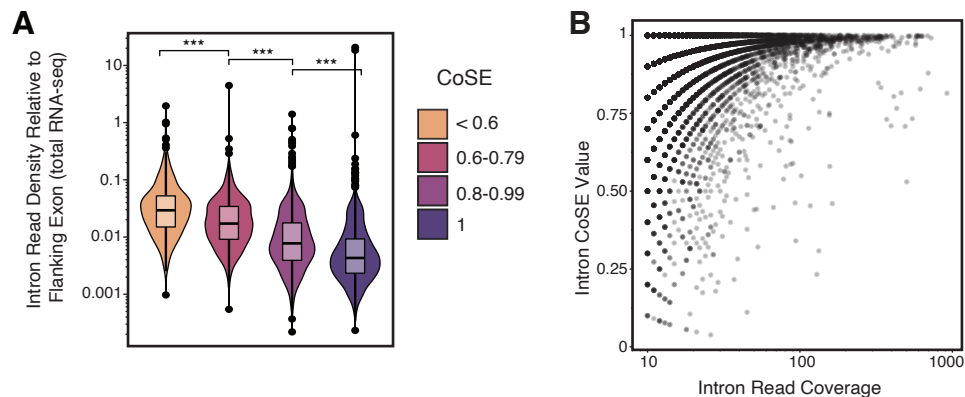 A
Intron Read Density Relative to
Flanking Exon (total RNA-seq)
10
1
0.1
0.01
0.001
***
***
***
CoSE
< 0.6
0.6-0.79
0.8-0.99
1
B
Intron CoSE Value
1
0.75
0.50
0.25
0
10
100
1000
Intron Read Coverage